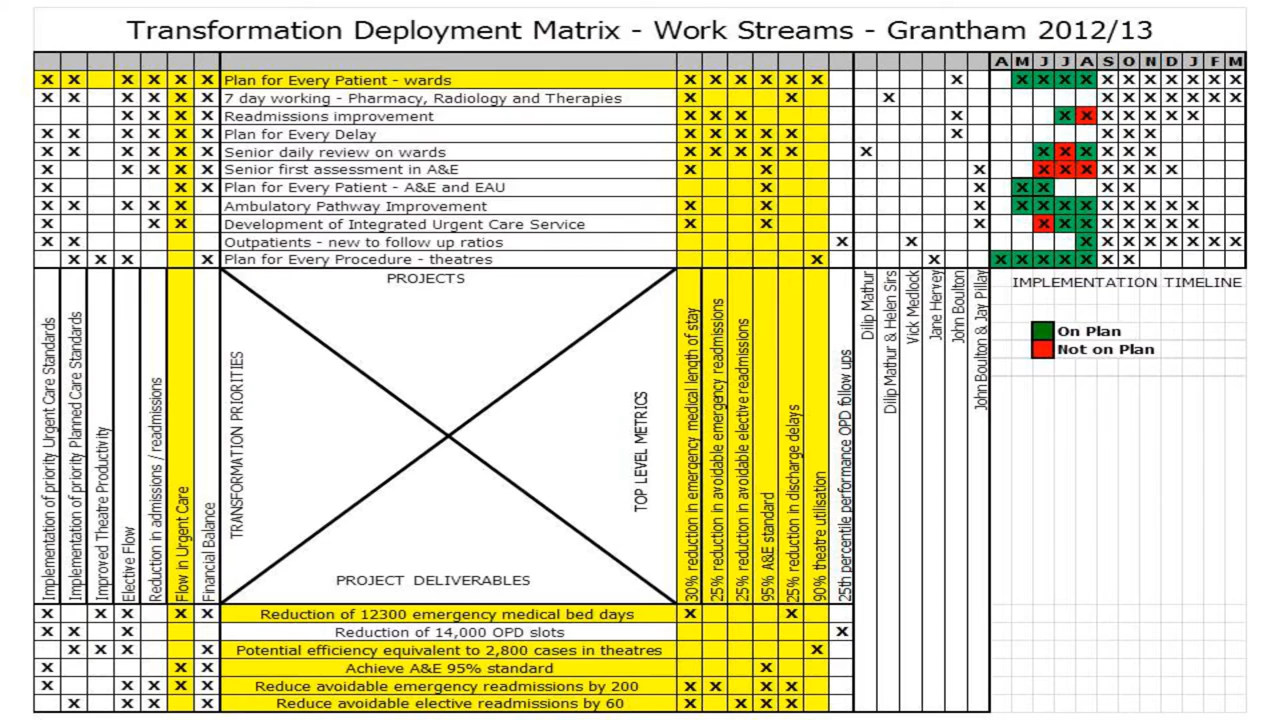 Transformation Deployment Matrix - Work Streams - Grantham 2012/13
A M J J A S O N D J F M
X X X X X X Plan for Every Patient - wards X X X X X X X X X X X X X X X X X X
X X X X X X 7 day working - Pharmacy, Radiology and Therapies X X X X X X X X X X
X X X X Readmissions improvement X X X X X X X X X X X
X X X X X X Plan for Every Delay X X X X X X X X X
X X X X X X Senior daily review on wards X X X X X X X X X X X X
X X X X X Senior first assessment in A&E X X X X X X X X X X
X X X Plan for Every Patient - A&E and EAU X X X X X X
X X X X X Ambulatory Pathway Improvement X X X X X X X X X X X X
X X X Development of Integrated Urgent Care Service X X X X X X X X X X X
X X Outpatients - new to follow up ratios X X X X X X X X X X
X X X X Plan for Every Procedure - theatres X X X X X X X X X
PROJECTS
IMPLEMENTATION TIMELINE
On Plan
Not on Plan
Implementation of priority Urgent Care Standards
Implementation of priority Planned Care Standards
Improved Theatre Productivity
Elective Flow
Reduction in admissions / readmissions
Flow in Urgent Care
Financial Balance
TRANSFORMATION PRIORITIES
TOP LEVEL METRICS
30% reduction in emergency medical length of stay
25% reduction in avoidable emergency readmissions
25% reduction in avoidable elective readmissions
95% A&E standard
25% reduction in discharge delays
90% theatre utilisation
25th percentile performance OPD follow ups
Dilip Mathur
Dilip Mathur & Helen Sirs
Vick Medlock
Jane Hervey
John Boulton
John Boulton & Jay Pillay
PROJECT DELIVERABLES
X X X X X Reduction of 12300 emergency medical bed days X X
X X X Reduction of 14,000 OPD slots X
X X X X Potential efficiency equivalent to 2,800 cases in theatres X
X X X Achieve A&E 95% standard X
X X X X X Reduce avoidable emergency readmissions by 200 X X X X
X X X X Reduce avoidable elective readmissions by 60 X X X X